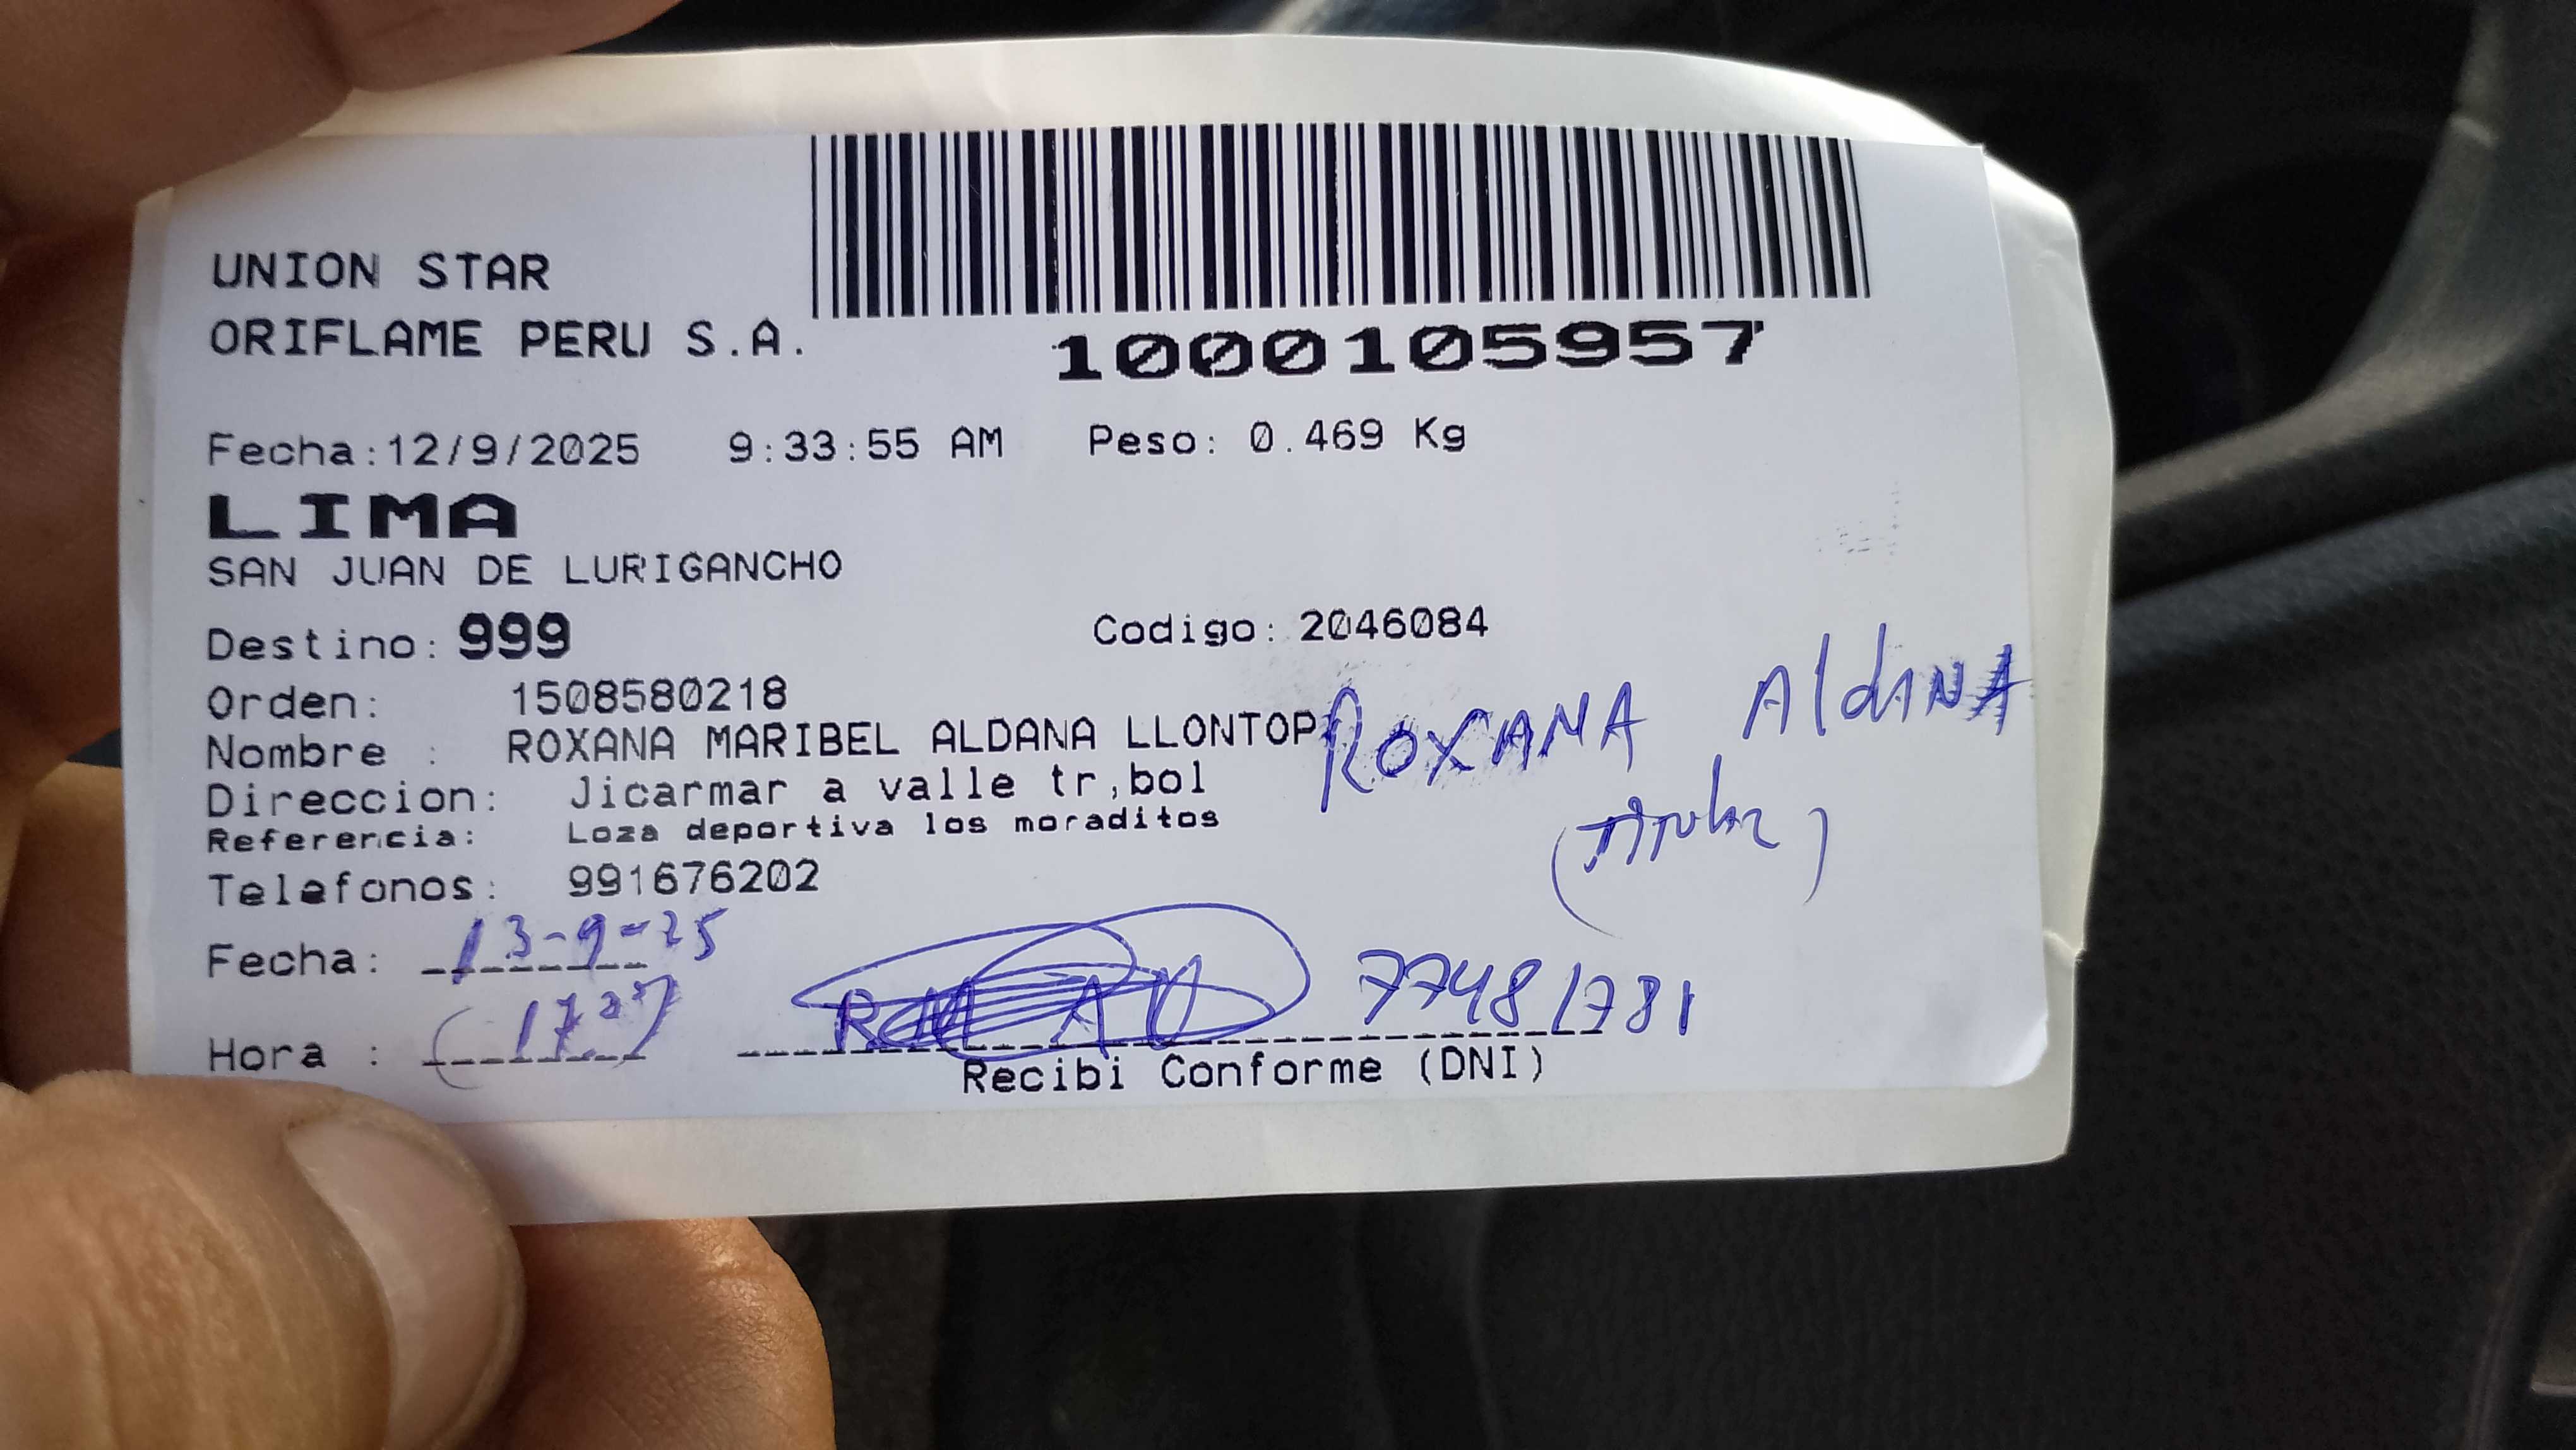 UNION STAR
ORIFLAME PERU S.A.
1000105957
Fecha:12/9/2025 9:33:55 AM Peso: 0.469 Kg
LIMA
SAN JUAN DE LURIGANCHO
Destino: 999 Codigo: 2046084
Orden: 1508580218
Nombre : ROXANA MARIBEL ALDANA LLONTOP
ROXANA AldANA
Direccion: Jicarmar a valle tr,bol
Referencia: Loza deportiva los moraditos
(Titular)
Telefonos: 991676202
Fecha: 13-9-25
Hora :
77481781
Recibi Conforme (DNI)